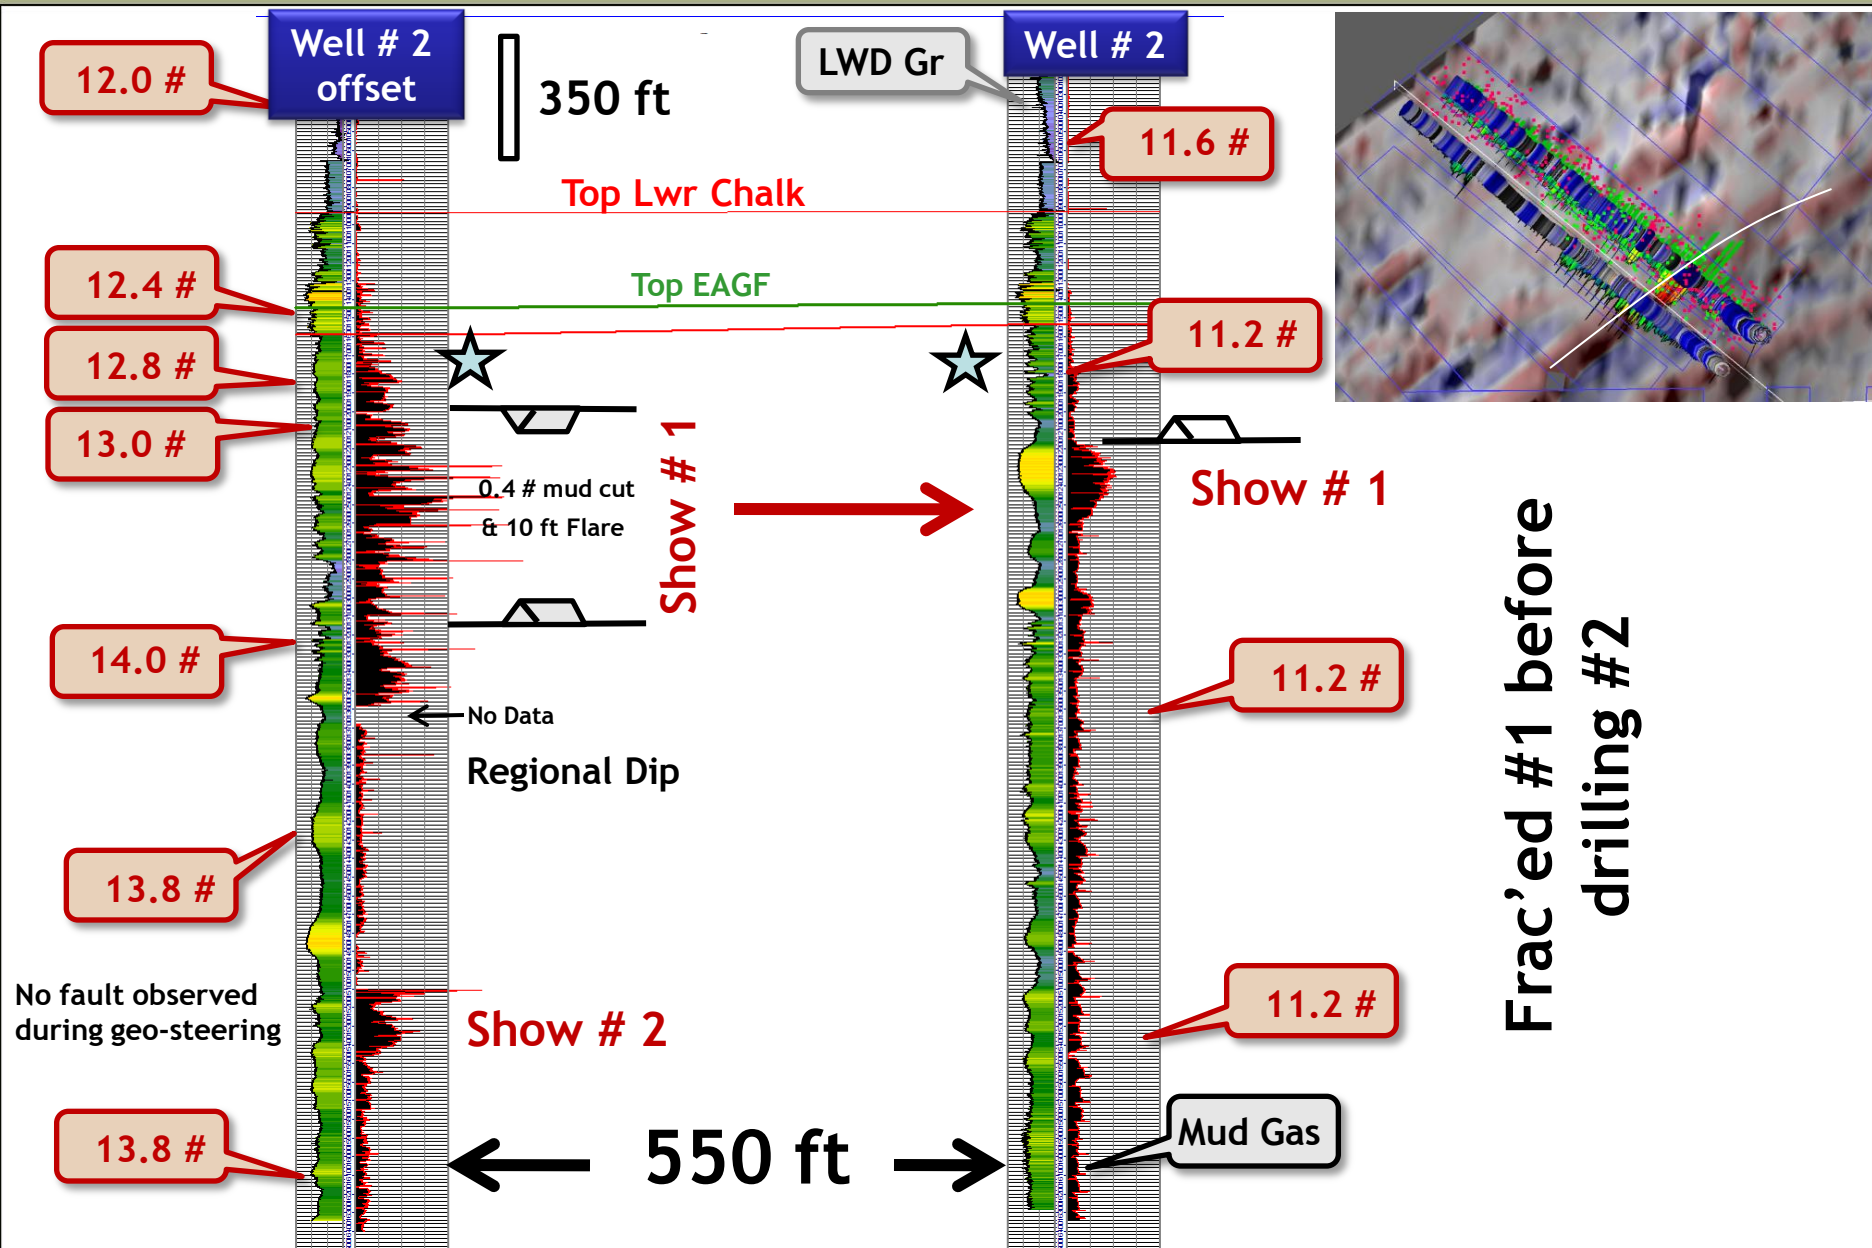 Well # 2
offset
Well # 2
12.0 #
350 ft
LWD Gr
11.6 #
Top Lwr Chalk
12.4 #
Top EAGF
11.2 #
12.8 #
13.0 #
Show # 1
0.4 # mud cut
& 10 ft Flare
Show # 1
14.0 #
11.2 #
No Data
Regional Dip
13.8 #
No fault observed
during geo-steering
Show # 2
11.2 #
13.8 #
550 ft
Mud Gas
Frac’ed #1 before
drilling #2